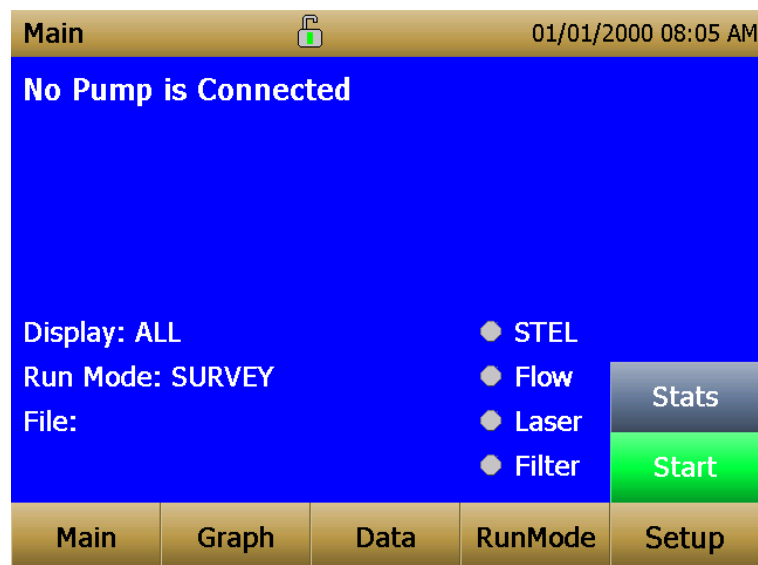 Main 01/01/2000 08:05 AM
No Pump is Connected
Display: ALL
STEL
Run Mode: SURVEY
Flow
Stats
File:
Laser
Filter
Start
Main Graph Data RunMode Setup